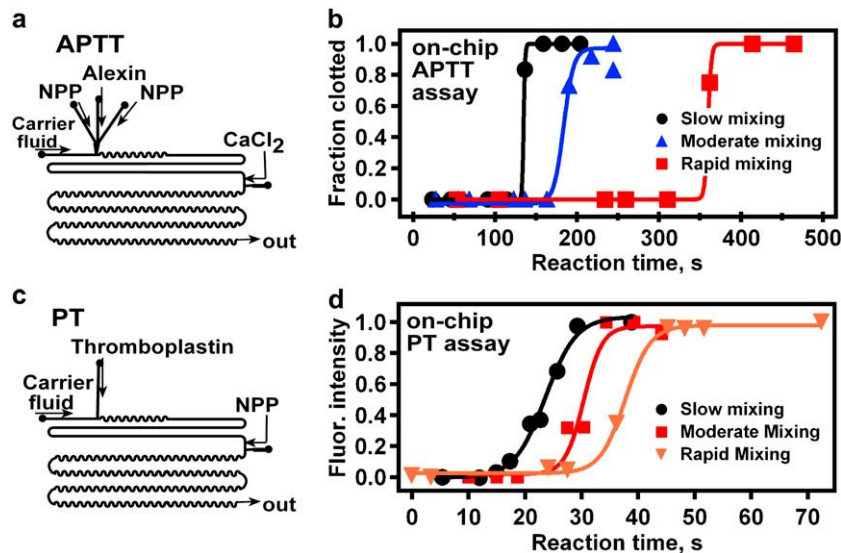 a
APTT
Alexin
NPP NPP
Carrier
fluid
CaCl2
out
b
on-chip
APTT
assay
Slow mixing
Moderate mixing
Rapid mixing
Fraction clotted
1.0
0.8
0.6
0.4
0.2
0.0
0 100 200 300 400 500
Reaction time, s
c
PT
Thromboplastin
Carrier
fluid
NPP
out
d
on-chip
PT assay
Slow mixing
Moderate Mixing
Rapid Mixing
Fluor. intensity
1.0
0.8
0.6
0.4
0.2
0.0
0 10 20 30 40 50 60 70
Reaction time, s